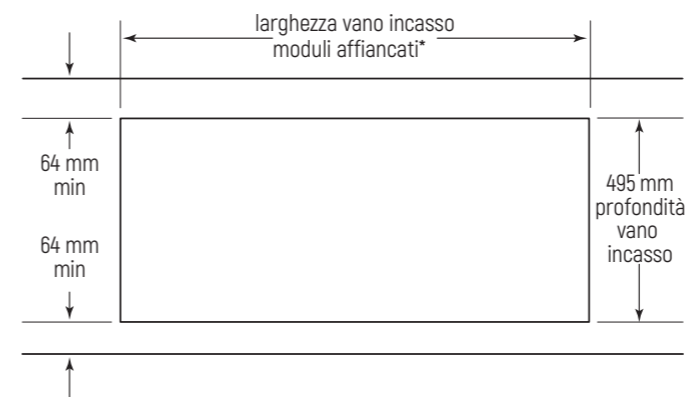 larghezza vano incasso
moduli affiancati*
64 mm
min
64 mm
min
495 mm
profondità
vano
incasso